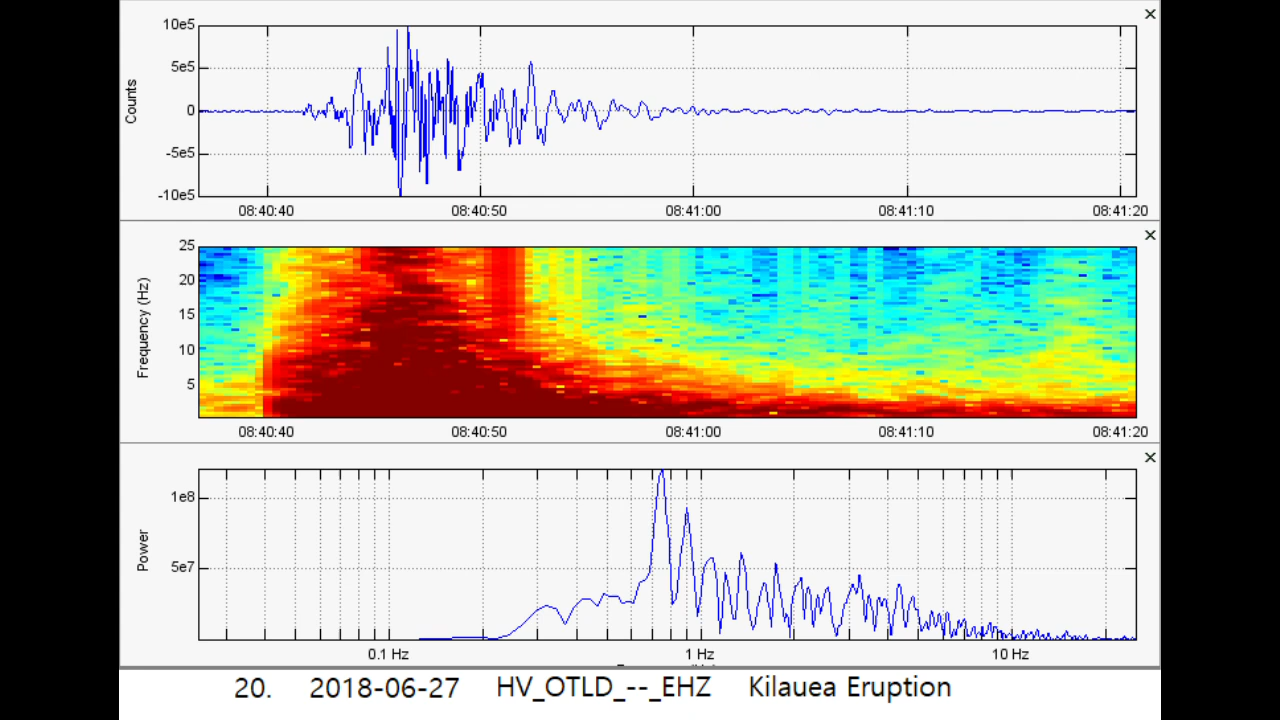 10e5
5e5
0
-5e5
-10e5
Counts
08:40:40 08:40:50 08:41:00 08:41:10 08:41:20
25
20
15
10
5
Frequency (Hz)
08:40:40 08:40:50 08:41:00 08:41:10 08:41:20
1e8
5e7
Power
0.1 Hz 1 Hz 10 Hz
20. 2018-06-27 HV_OTLD_--_EHZ Kilauea Eruption